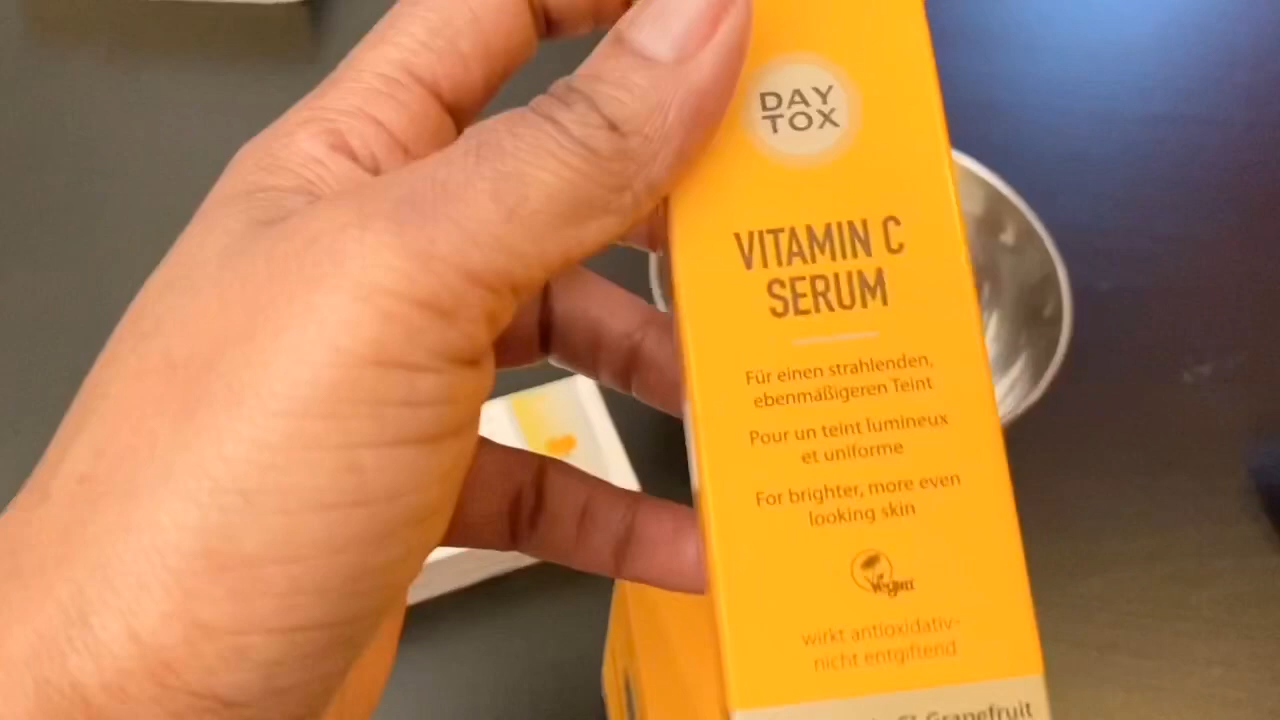 DAY
TOX
VITAMIN C
SERUM
Für einen strahlenden,
ebenmäßigeren Teint
Pour un teint lumineux
et uniforme
For brighter, more even
looking skin
Vegan
wirkt antioxidativ-
nicht entgiftend
Grapefruit